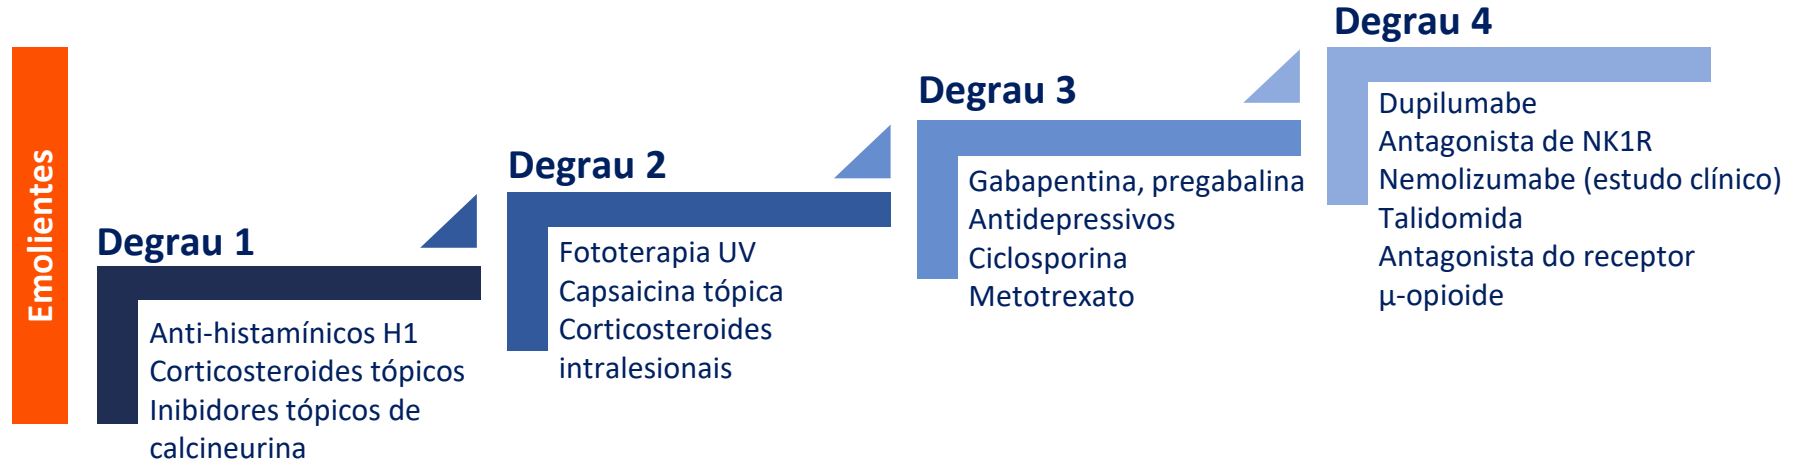 Emolientes
Degrau 1
Anti-histamínicos H1
Corticosteroides tópicos
Inibidores tópicos de
calcineurina
Degrau 2
Fototerapia UV
Capsaicina tópica
Corticosteroides
intralesionais
Degrau 3
Gabapentina, pregabalina
Antidepressivos
Ciclosporina
Metotrexato
Degrau 4
Dupilumabe
Antagonista de NK1R
Nemolizumabe (estudo clínico)
Talidomida
Antagonista do receptor
μ-opioide